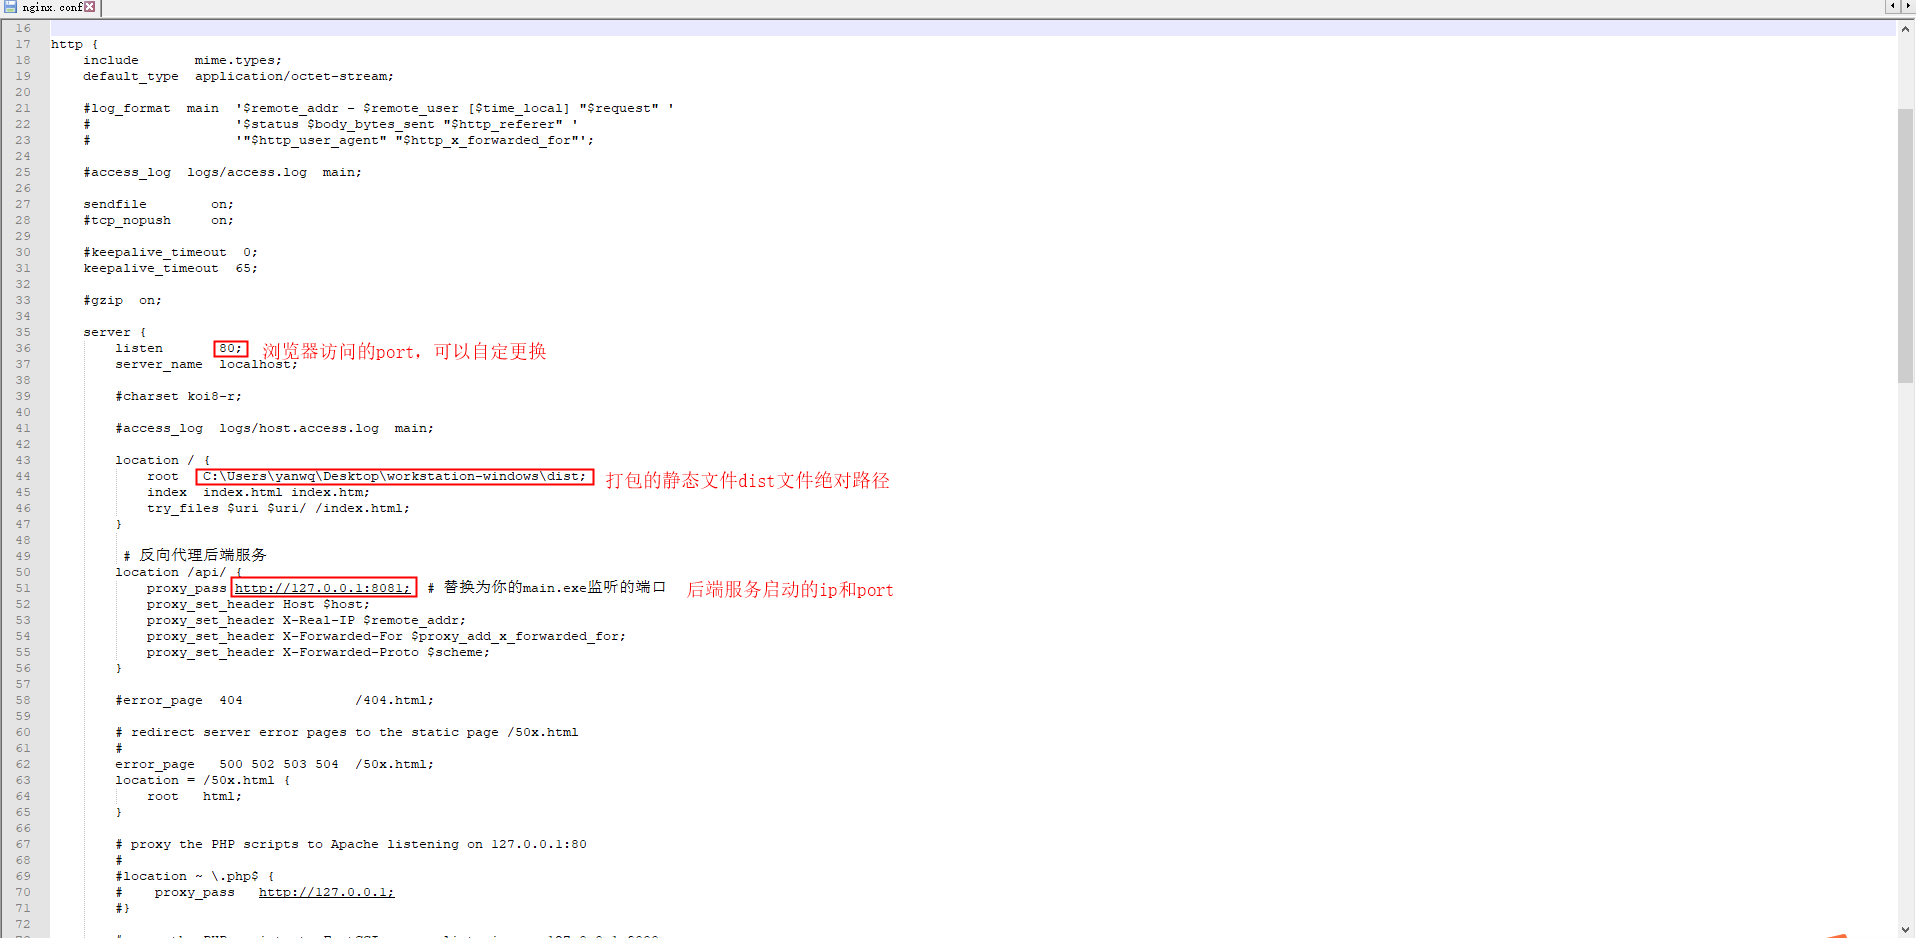 nginx.conf
16
17 http {
18 include mime.types;
19 default_type application/octet-stream;
20
21 #log_format main '$remote_addr - $remote_user [$time_local] "$request" '
22 # '$status $body_bytes_sent "$http_referer" '
23 # '"$http_user_agent" "$http_x_forwarded_for"';
24
25 #access_log logs/access.log main;
26
27 sendfile on;
28 #tcp_nopush on;
29
30 #keepalive_timeout 0;
31 keepalive_timeout 65;
32
33 #gzip on;
34
35 server {
36 listen 80; 浏览器访问的port，可以自定更换
37 server_name localhost;
38
39 #charset koi8-r;
40
41 #access_log logs/host.access.log main;
42
43 location / {
44 root C:\Users\yanwq\Desktop\workstation-windows\dist; 打包的静态文件dist文件绝对路径
45 index index.html index.htm;
46 try_files $uri $uri/ /index.html;
47 }
48
49 # 反向代理后端服务
50 location /api/ {
51 proxy_pass http://127.0.0.1:8081; # 替换为你的main.exe监听的端口 后端服务启动的ip和port
52 proxy_set_header Host $host;
53 proxy_set_header X-Real-IP $remote_addr;
54 proxy_set_header X-Forwarded-For $proxy_add_x_forwarded_for;
55 proxy_set_header X-Forwarded-Proto $scheme;
56 }
57
58 #error_page 404 /404.html;
59
60 # redirect server error pages to the static page /50x.html
61 #
62 error_page 500 502 503 504 /50x.html;
63 location = /50x.html {
64 root html;
65 }
66
67 # proxy the PHP scripts to Apache listening on 127.0.0.1:80
68 #
69 #location ~ \.php$ {
70 # proxy_pass http://127.0.0.1;
71 #}
72